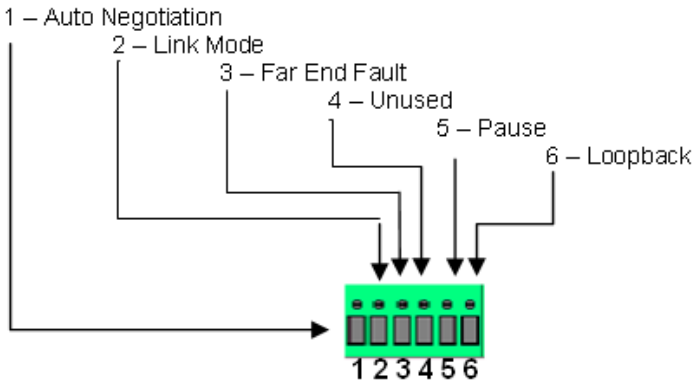 1 – Auto Negotiation
2 – Link Mode
3 – Far End Fault
4 – Unused
5 – Pause
6 – Loopback
1 2 3 4 5 6